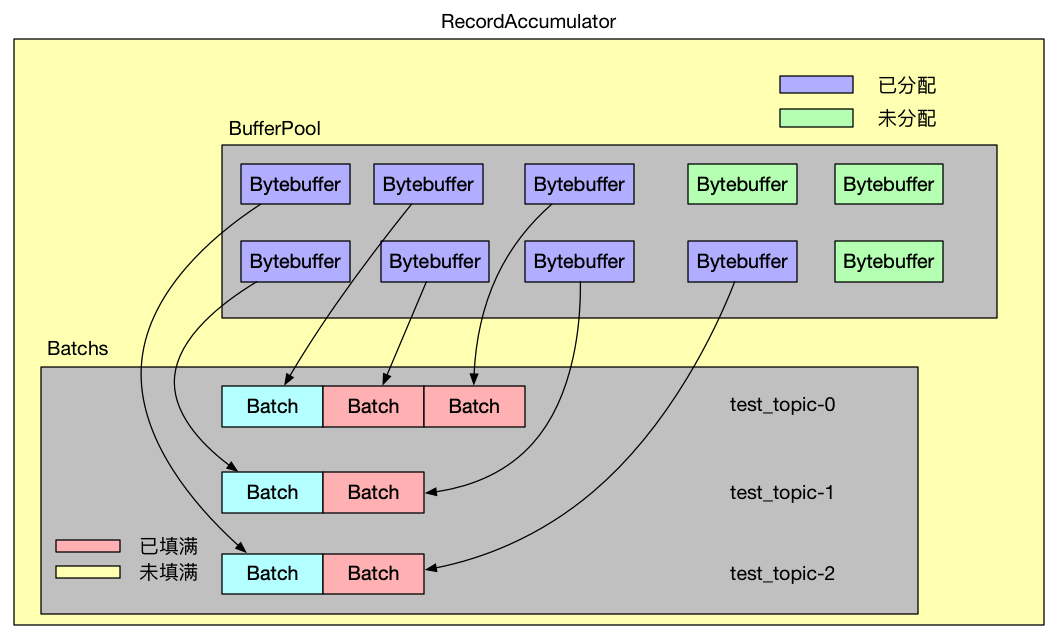 RecordAccumulator
已分配
未分配
BufferPool
Bytebuffer Bytebuffer Bytebuffer Bytebuffer Bytebuffer
Bytebuffer Bytebuffer Bytebuffer Bytebuffer Bytebuffer
Batchs
Batch Batch Batch test_topic-0
Batch Batch test_topic-1
已填满
未填满
Batch Batch test_topic-2